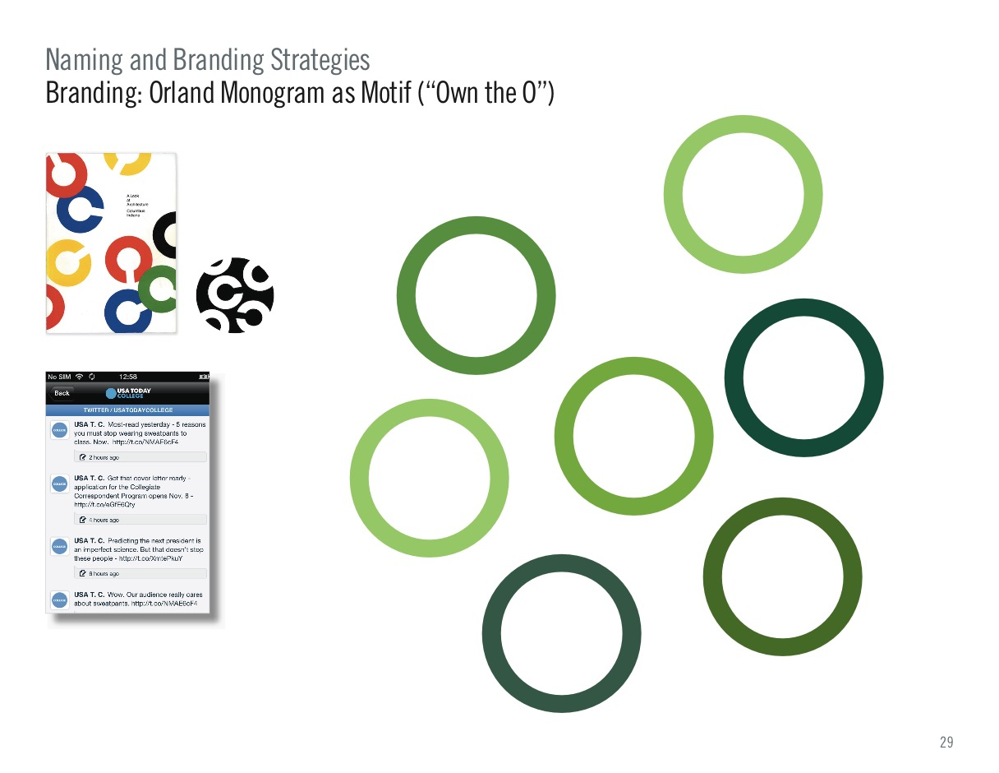 Naming and Branding Strategies
Branding: Orland Monogram as Motif (“Own the O”)
A Look
at
Architecture
Columbus
Indiana
No SIM 12:58
Back
USA TODAY
COLLEGE
TWITTER / USATODAYCOLLEGE
COLLEGE
USA T. C. Most-read yesterday - 5 reasons
you must stop wearing sweatpants to
class. Now. http://t.co/NMAE6cF4
2 hours ago
COLLEGE
USA T. C. Get that cover letter ready -
application for the Collegiate
Correspondent Program opens Nov. 8 -
http://t.co/eGfE6Qty
4 hours ago
COLLEGE
USA T. C. Predicting the next president is
an imperfect science. But that doesn't stop
these people - http://t.co/XmtePkuY
6 hours ago
COLLEGE
USA T. C. Wow. Our audience really cares
about sweatpants. http://t.co/NMAE6cF4
29